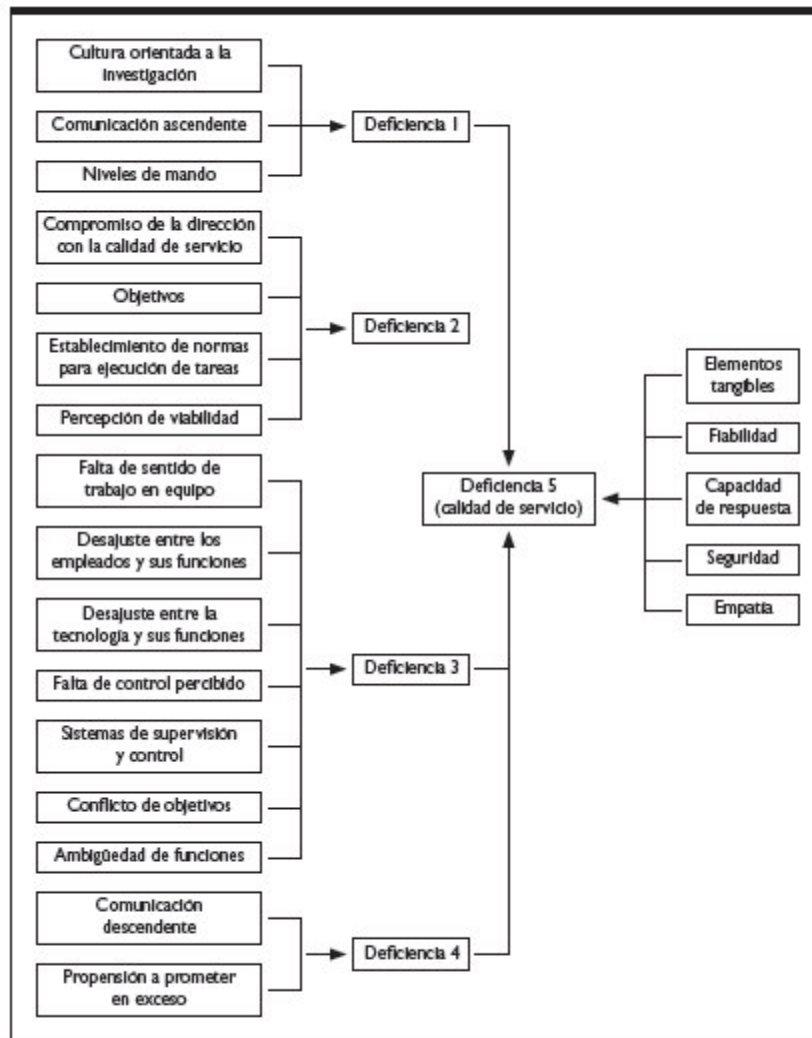 Cultura orientada a la
investigación
Comunicación ascendente
Niveles de mando
Deficiencia 1
Compromiso de la dirección
con la calidad de servicio
Objetivos
Establecimiento de normas
para ejecución de tareas
Percepción de viabilidad
Deficiencia 2
Falta de sentido de
trabajo en equipo
Desajuste entre los
empleados y sus funciones
Desajuste entre la
tecnología y sus funciones
Falta de control percibido
Sistemas de supervisión
y control
Conflicto de objetivos
Ambigüedad de funciones
Deficiencia 3
Comunicación
descendente
Propensión a prometer
en exceso
Deficiencia 4
Deficiencia 5
(calidad de servicio)
Elementos
tangibles
Fiabilidad
Capacidad
de respuesta
Seguridad
Empatía